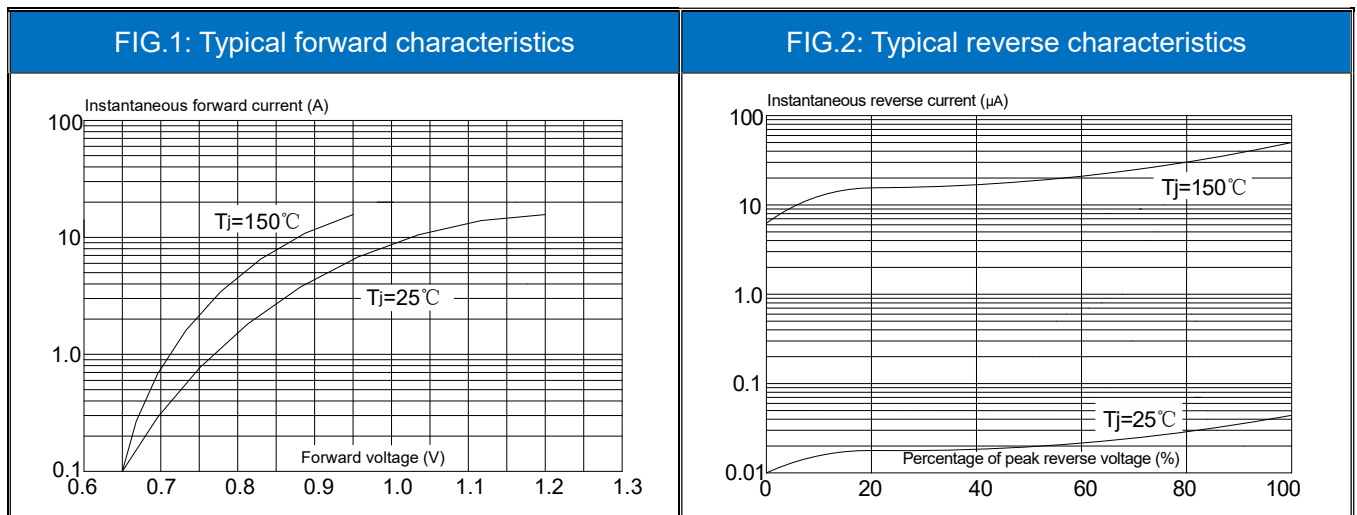 FIG.1: Typical forward characteristics
Instantaneous forward current (A)
100
10
1.0
0.1
Tj=150℃
Tj=25℃
Forward voltage (V)
0.6 0.7 0.8 0.9 1.0 1.1 1.2 1.3
FIG.2: Typical reverse characteristics
Instantaneous reverse current (μA)
100
10
1.0
0.1
0.01
Tj=150℃
Tj=25℃
Percentage of peak reverse voltage (%)
0 20 40 60 80 100